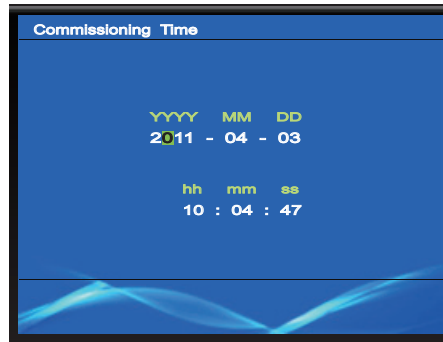 Commissioning Time
YYYY MM DD
2011 - 04 - 03
hh mm ss
10 : 04 : 47